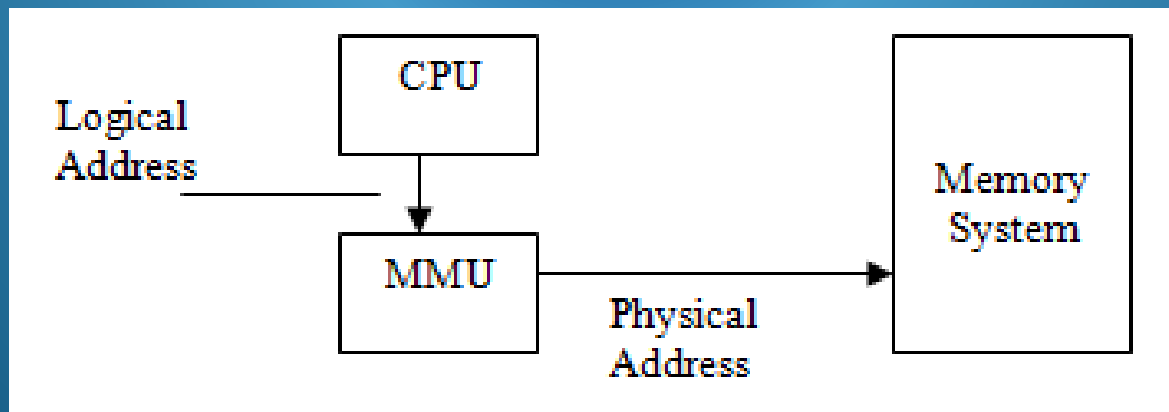 CPU
Logical
Address
Memory
System
MMU
Physical
Address